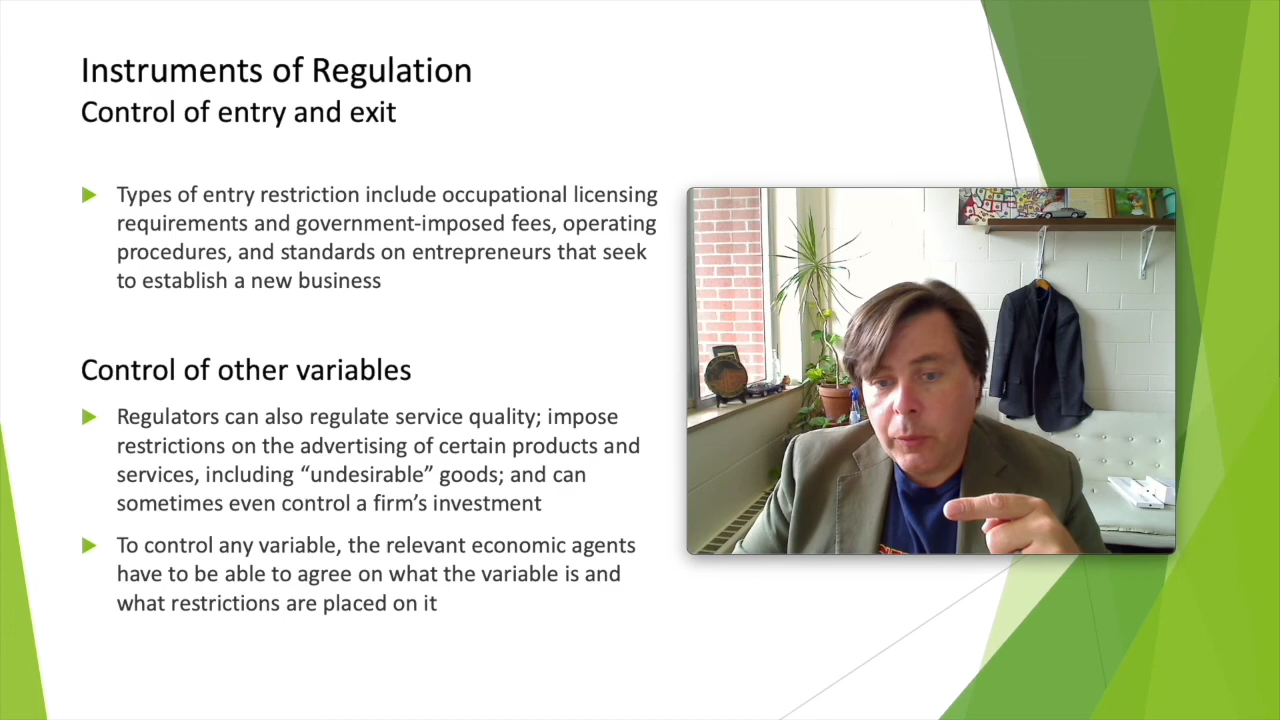 Instruments of Regulation
Control of entry and exit
Types of entry restriction include occupational licensing
requirements and government-imposed fees, operating
procedures, and standards on entrepreneurs that seek
to establish a new business
Control of other variables
Regulators can also regulate service quality; impose
restrictions on the advertising of certain products and
services, including “undesirable” goods; and can
sometimes even control a firm’s investment
To control any variable, the relevant economic agents
have to be able to agree on what the variable is and
what restrictions are placed on it